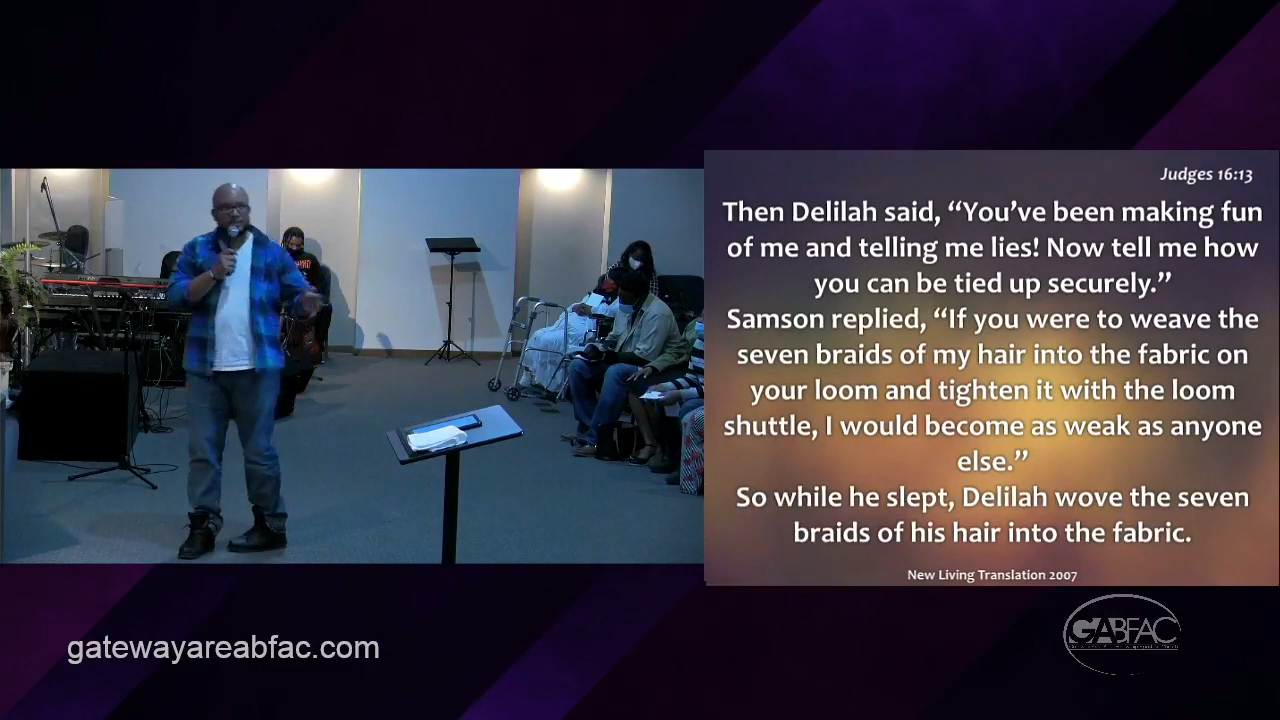 Judges 16:13
Then Delilah said, “You’ve been making fun
of me and telling me lies! Now tell me how
you can be tied up securely.”
Samson replied, “If you were to weave the
seven braids of my hair into the fabric on
your loom and tighten it with the loom
shuttle, I would become as weak as anyone
else.”
So while he slept, Delilah wove the seven
braids of his hair into the fabric.
New Living Translation 2007
gatewayareabfac.com
GABFAC